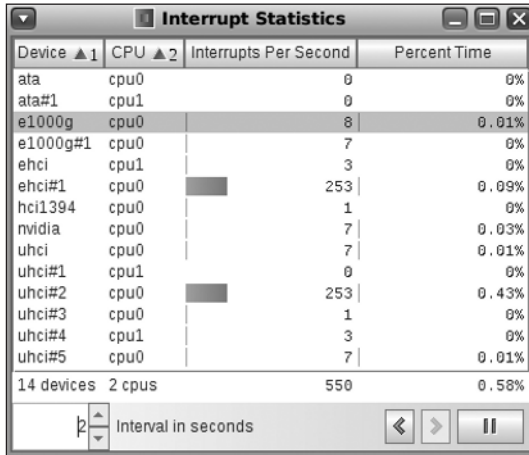 Interrupt Statistics
Device ▲1 CPU ▲2 Interrupts Per Second Percent Time
ata cpu0 0 0%
ata#1 cpu1 0 0%
e1000g cpu0 8 0.01%
e1000g#1 cpu0 7 0%
ehci cpu1 3 0%
ehci#1 cpu0 253 0.09%
hci1394 cpu0 1 0%
nvidia cpu0 7 0.03%
uhci cpu0 7 0.01%
uhci#1 cpu1 0 0%
uhci#2 cpu0 253 0.43%
uhci#3 cpu0 1 0%
uhci#4 cpu1 3 0%
uhci#5 cpu0 7 0.01%
14 devices 2 cpus 550 0.58%
2 Interval in seconds